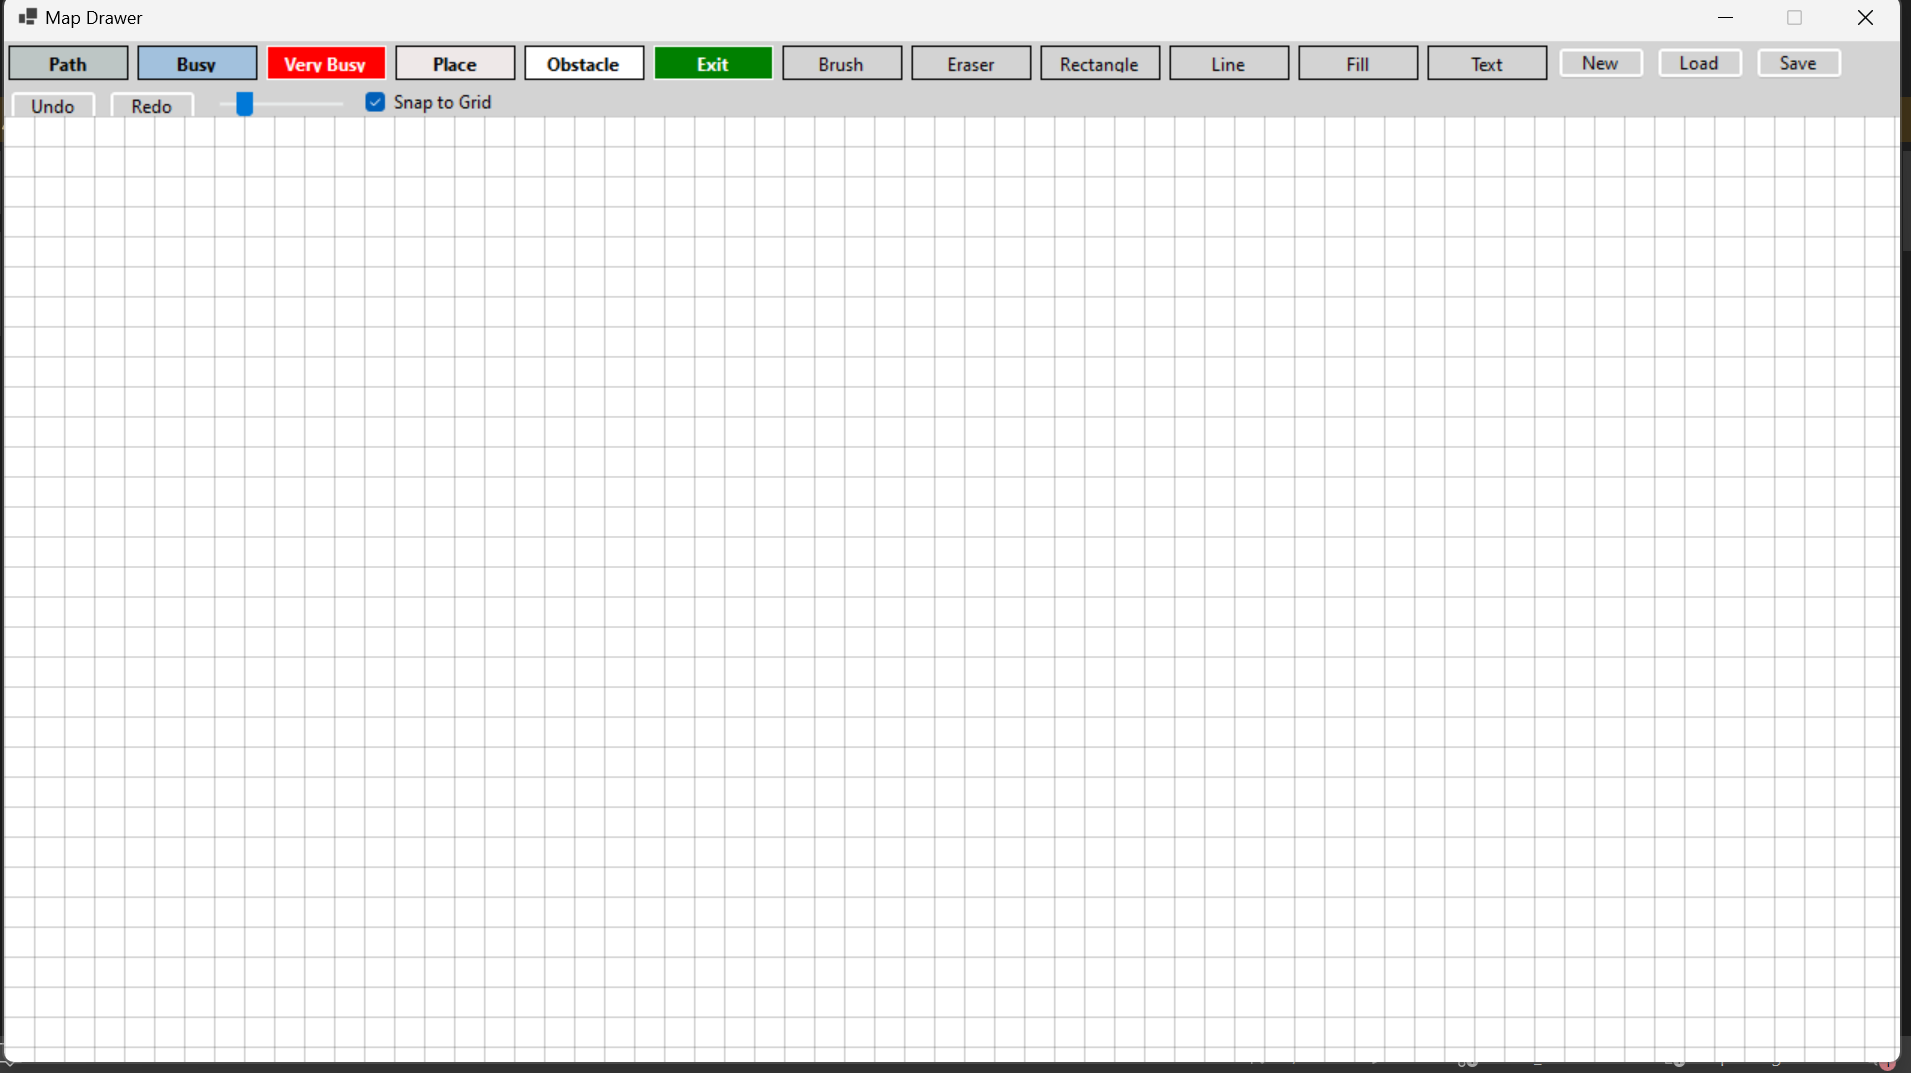 Map Drawer
Path Busy Very Busy Place Obstacle Exit Brush Eraser Rectangle Line Fill Text New Load Save
Undo Redo Snap to Grid